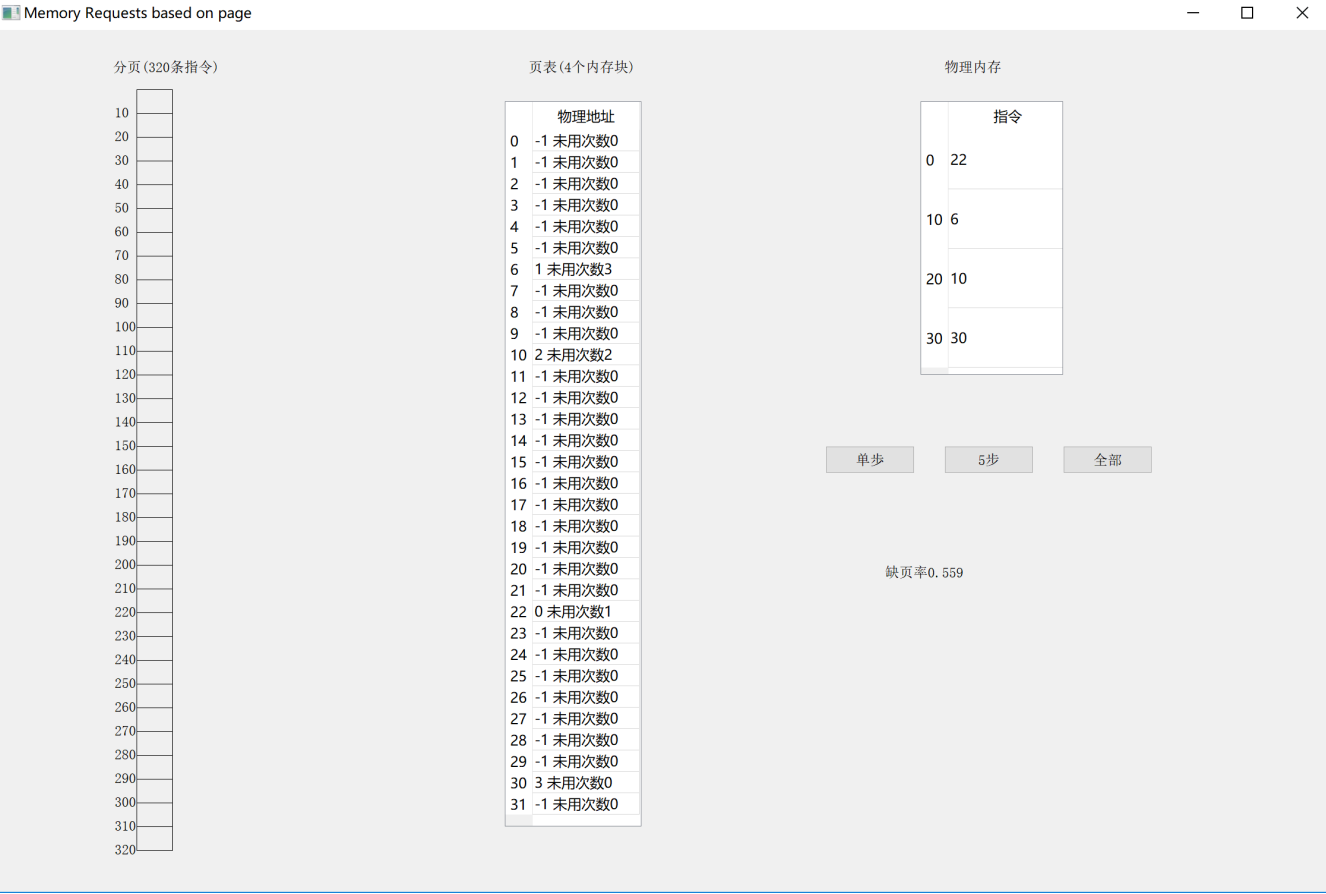 Memory Requests based on page
分页(320条指令)
10
20
30
40
50
60
70
80
90
100
110
120
130
140
150
160
170
180
190
200
210
220
230
240
250
260
270
280
290
300
310
320
页表(4个内存块)
物理地址
0 -1 未用次数0
1 -1 未用次数0
2 -1 未用次数0
3 -1 未用次数0
4 -1 未用次数0
5 -1 未用次数0
6 1 未用次数3
7 -1 未用次数0
8 -1 未用次数0
9 -1 未用次数0
10 2 未用次数2
11 -1 未用次数0
12 -1 未用次数0
13 -1 未用次数0
14 -1 未用次数0
15 -1 未用次数0
16 -1 未用次数0
17 -1 未用次数0
18 -1 未用次数0
19 -1 未用次数0
20 -1 未用次数0
21 -1 未用次数0
22 0 未用次数1
23 -1 未用次数0
24 -1 未用次数0
25 -1 未用次数0
26 -1 未用次数0
27 -1 未用次数0
28 -1 未用次数0
29 -1 未用次数0
30 3 未用次数0
31 -1 未用次数0
物理内存
指令
0 22
10 6
20 10
30 30
单步 5步 全部
缺页率0.559